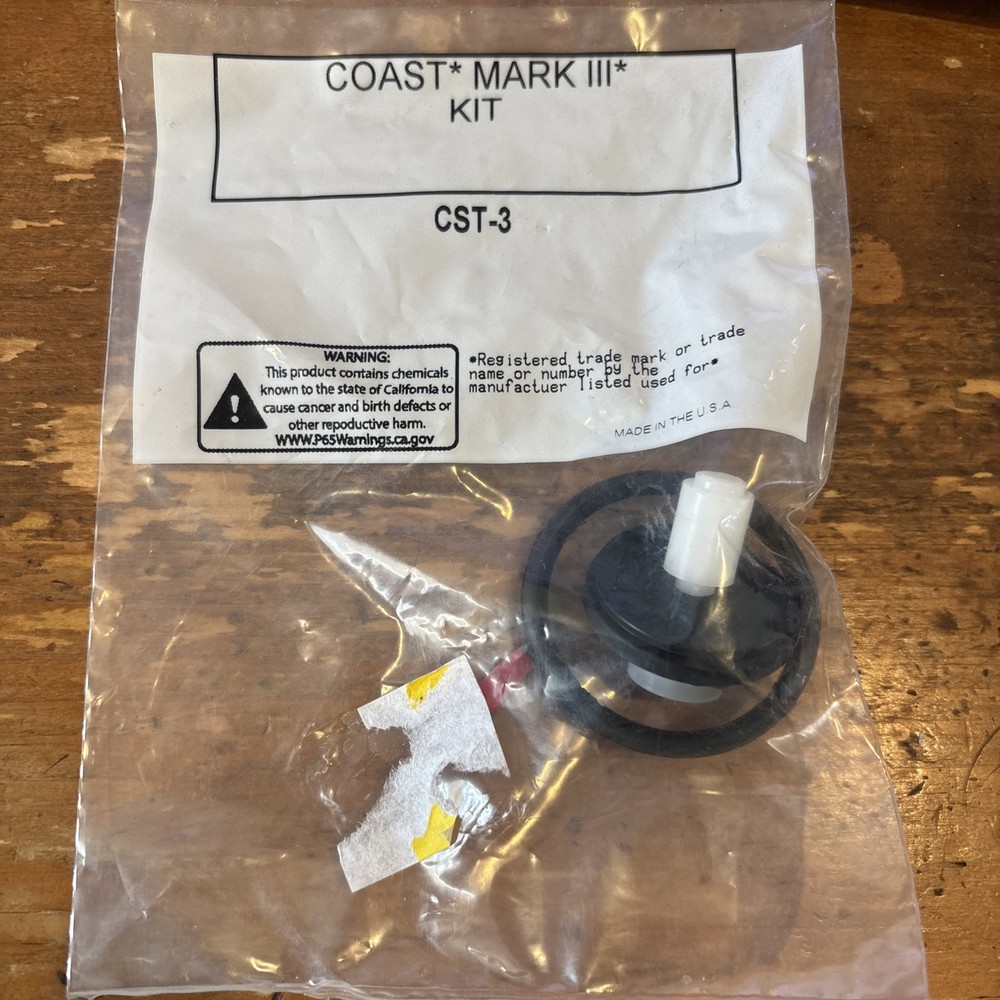 COAST* MARK III*
KIT
CST-3
WARNING:
This product contains chemicals
known to the state of California to
cause cancer and birth defects or
other reproductive harm.
WWW.P65Warnings.ca.gov
*Registered trade mark or trade
name or number by the
manufactuer listed used for*
MADE IN THE U.S.A